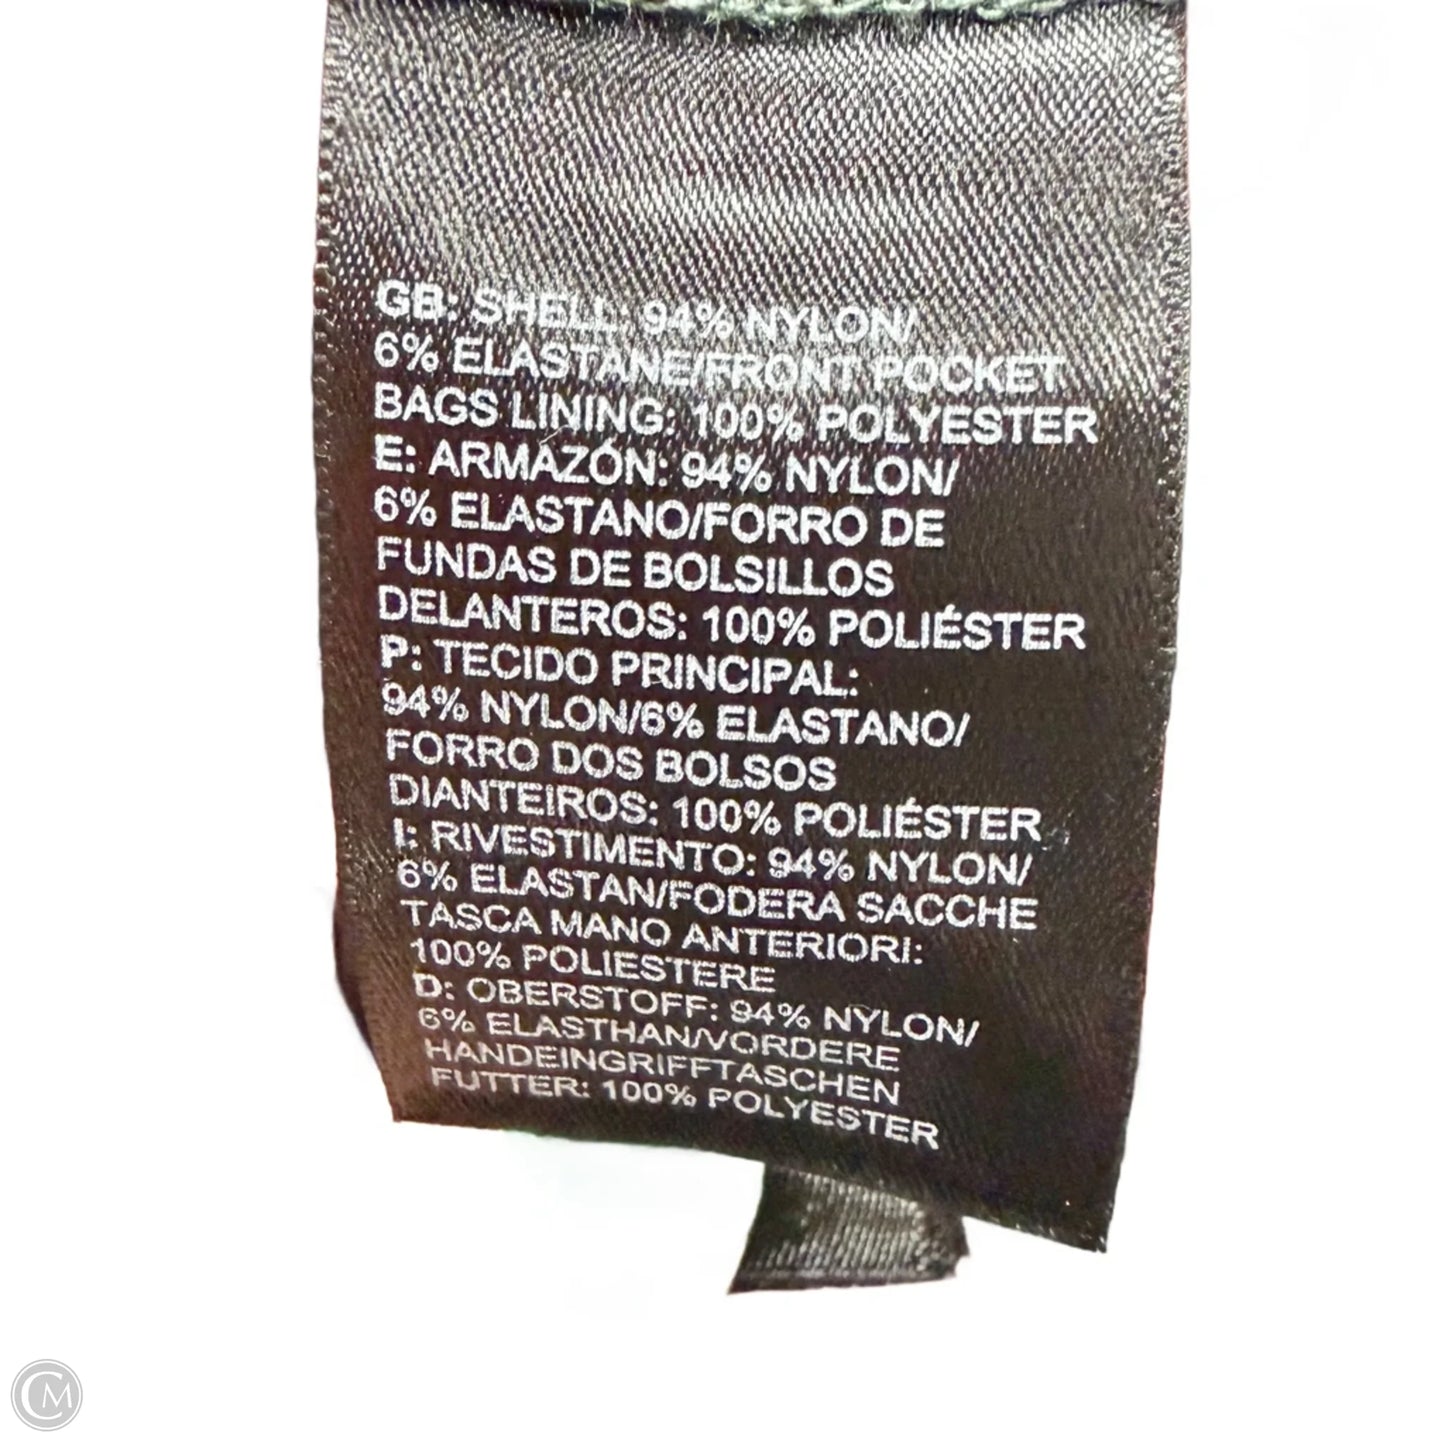 GB: SHELL: 94% NYLON/
6% ELASTANE/FRONT POCKET
BAGS LINING: 100% POLYESTER
E: ARMAZÓN: 94% NYLON/
6% ELASTANO/FORRO DE
FUNDAS DE BOLSILLOS
DELANTEROS: 100% POLIÉSTER
P: TECIDO PRINCIPAL:
94% NYLON/6% ELASTANO/
FORRO DOS BOLSOS
DIANTEIROS: 100% POLIÉSTER
I: RIVESTIMENTO: 94% NYLON/
6% ELASTAN/FODERA SACCHE
TASCA MANO ANTERIORI:
100% POLIESTERE
D: OBERSTOFF: 94% NYLON/
6% ELASTHAN/VORDERE
HANDEINGRIFFTASCHEN
FUTTER: 100% POLYESTER
CM